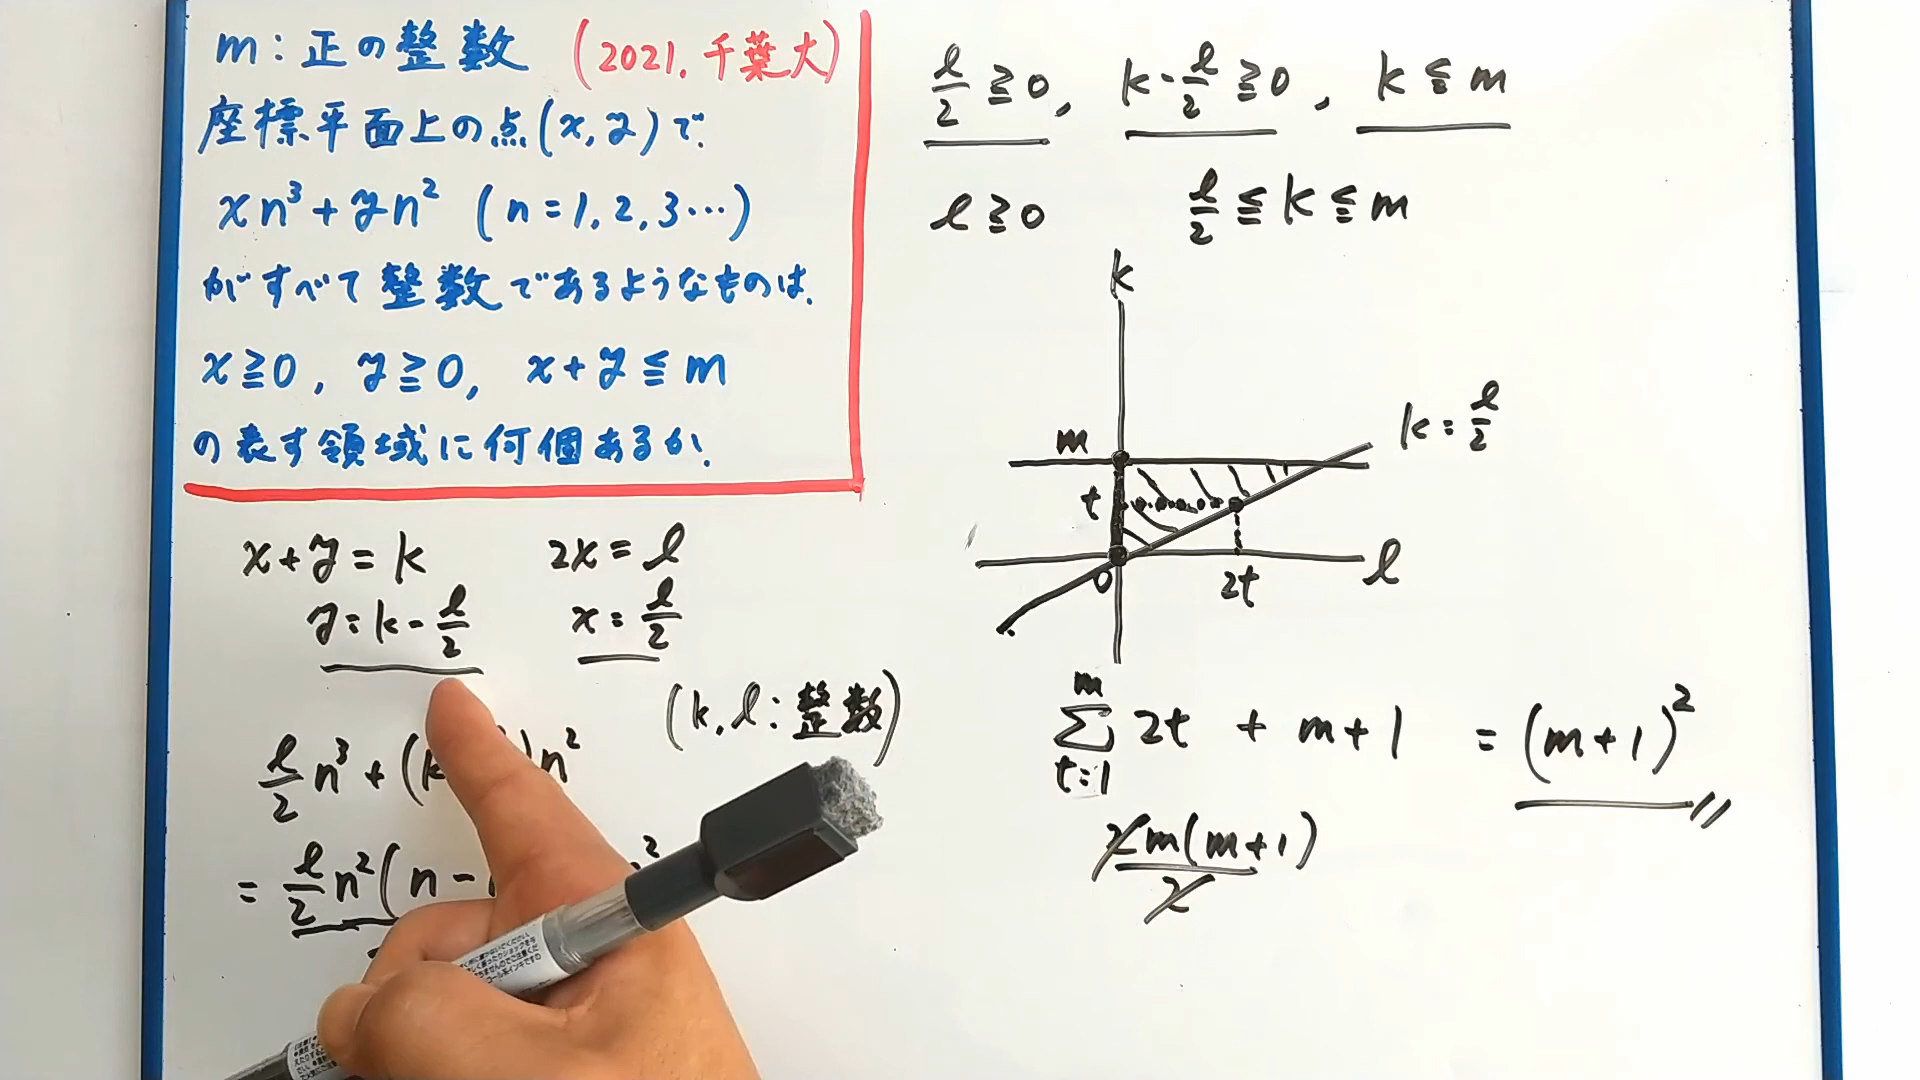 m:正の整数 (2021.千葉大)
座標平面上の点(x,y)で
xn³+yn² (n=1,2,3…)
がすべて整数であるようなものは、
x≧0, y≧0, x+y≦m
の表す領域に何個あるか.
x+y=k 2x=l
y=k-l/2 x=l/2
(k,l:整数)
l/2 n³+(k )n²
= l/2 n²(n-
l/2≧0, k-l/2≧0, k≦m
l≧0 l/2≦k≦m
k
k=l/2
m
t
l
0
2t
Σ_{t=1}^{m} 2t + m+1 = (m+1)²
2m(m+1)/2